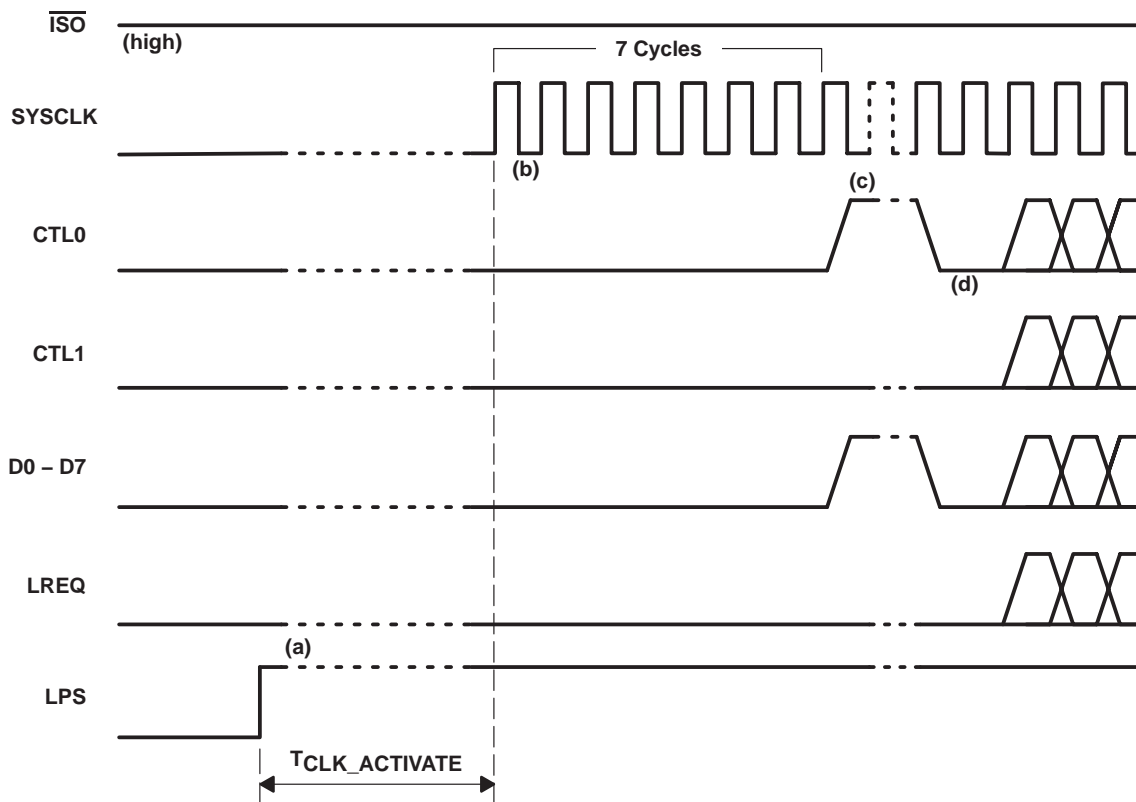 ISO
(high)
7 Cycles
SYSCLK
(b)
(c)
CTL0
(d)
CTL1
D0 – D7
LREQ
(a)
LPS
TCLK_ACTIVATE